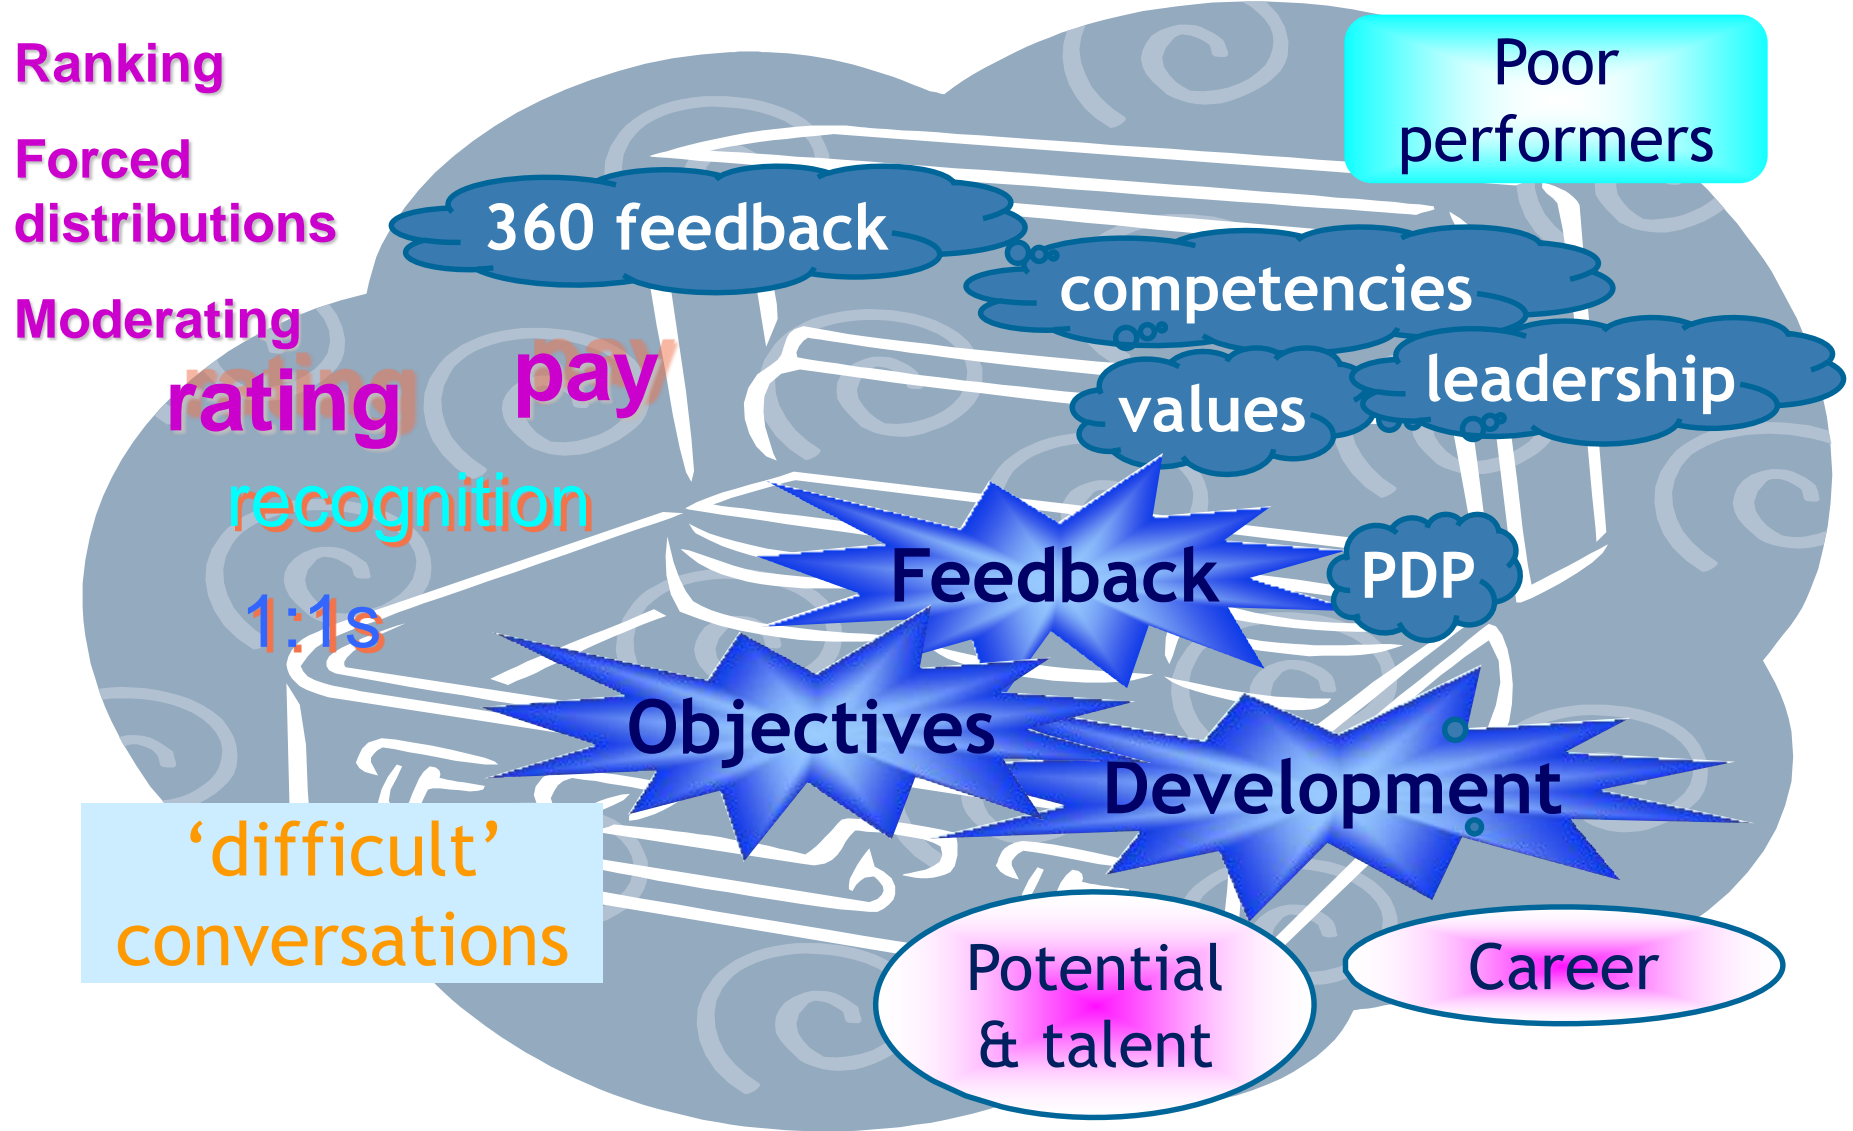 Ranking
Forced
distributions
Moderating
rating
pay
recognition
1:1s
‘difficult’
conversations
360 feedback
Poor
performers
competencies
values
leadership
Feedback
PDP
Objectives
Development
Potential
& talent
Career